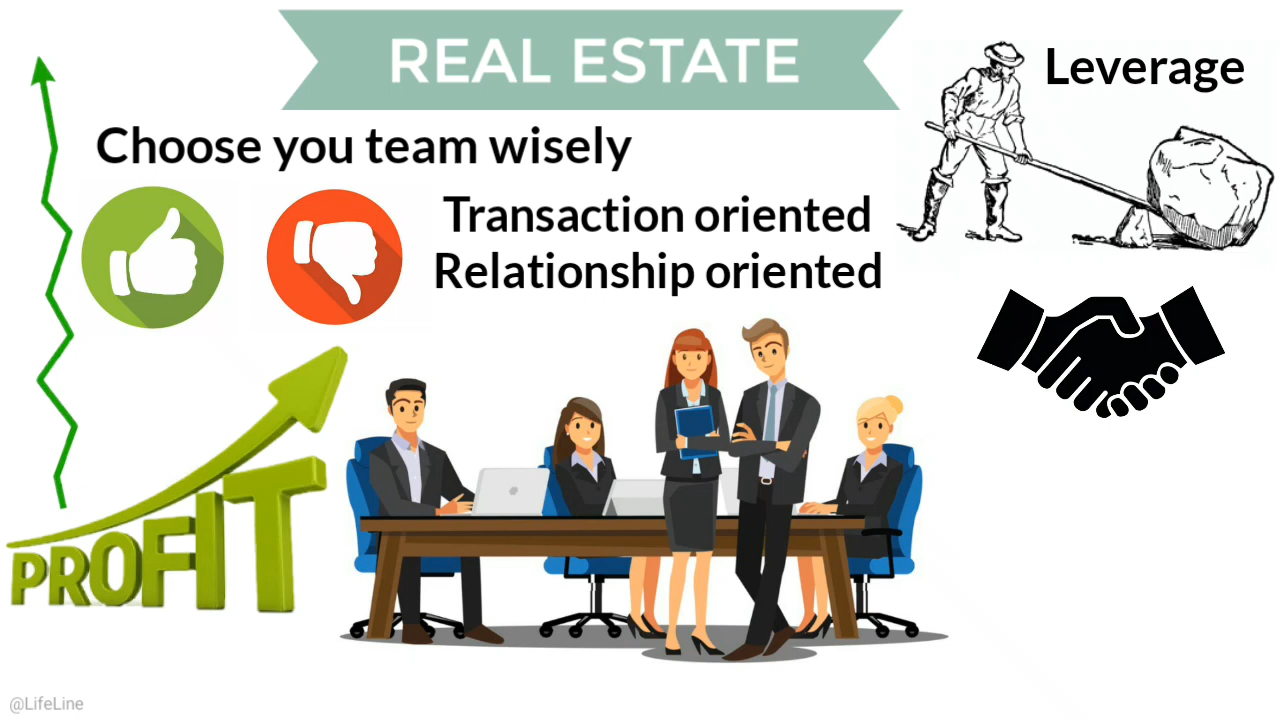 REAL ESTATE
Leverage
Choose you team wisely
Transaction oriented
Relationship oriented
PROFIT
@LifeLine